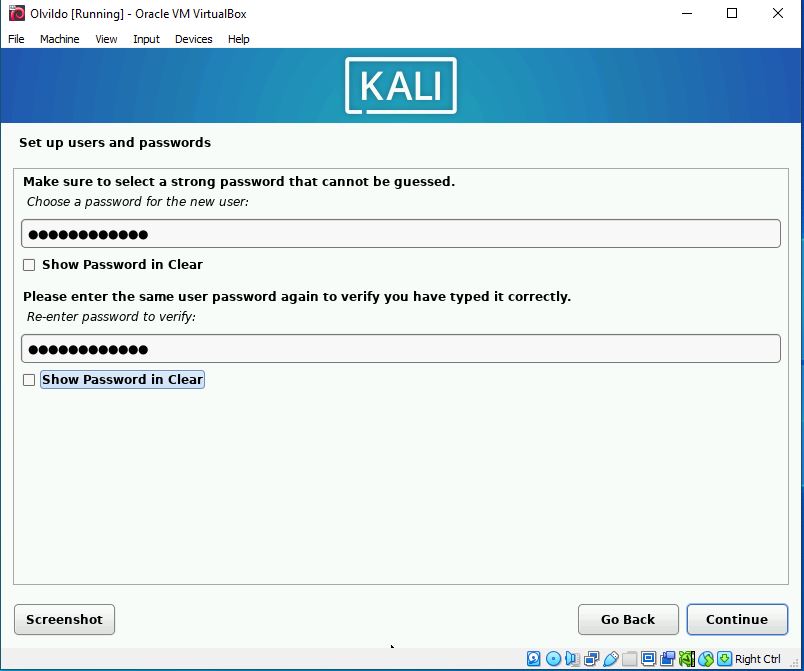 Olvildo [Running] - Oracle VM VirtualBox
File Machine View Input Devices Help
KALI
Set up users and passwords
Make sure to select a strong password that cannot be guessed.
Choose a password for the new user:
●●●●●●●●●●●●
Show Password in Clear
Please enter the same user password again to verify you have typed it correctly.
Re-enter password to verify:
●●●●●●●●●●●●
Show Password in Clear
Screenshot Go Back Continue
Right Ctrl